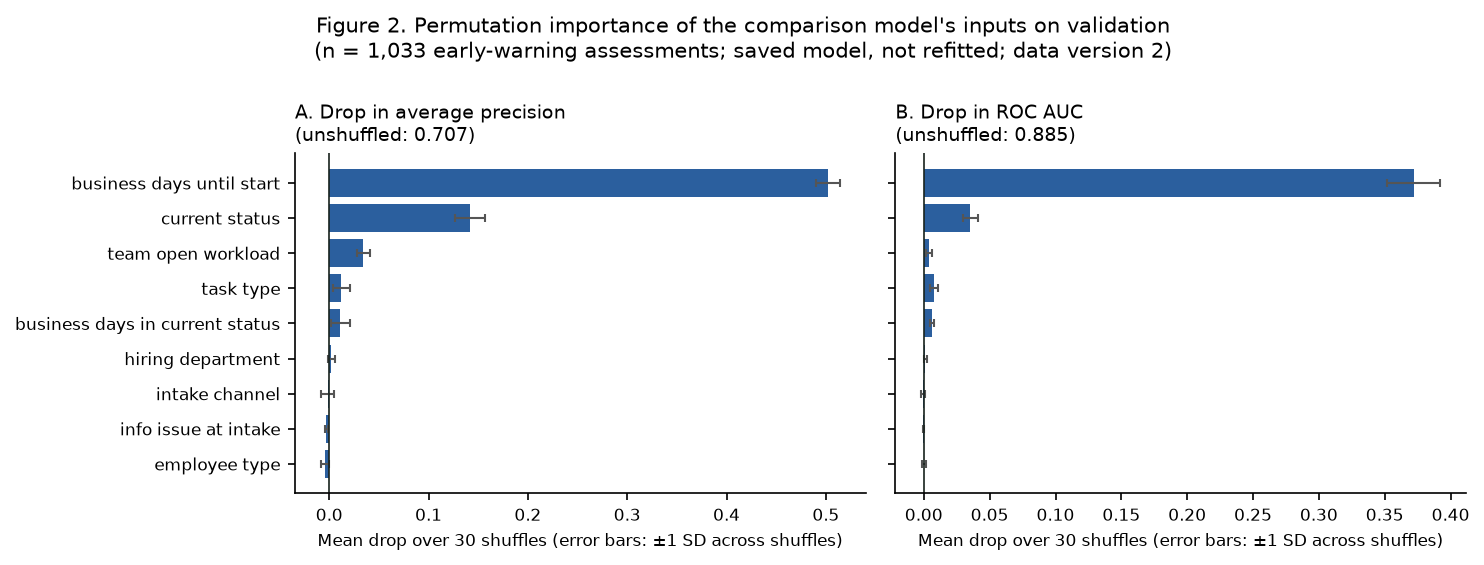 Figure 2. Permutation importance of the comparison model's inputs on validation
(n = 1,033 early-warning assessments; saved model, not refitted; data version 2)
A. Drop in average precision
(unshuffled: 0.707)
business days until start
current status
team open workload
task type
business days in current status
hiring department
intake channel
info issue at intake
employee type
0.0 0.1 0.2 0.3 0.4 0.5
Mean drop over 30 shuffles (error bars: ±1 SD across shuffles)
B. Drop in ROC AUC
(unshuffled: 0.885)
0.00 0.05 0.10 0.15 0.20 0.25 0.30 0.35 0.40
Mean drop over 30 shuffles (error bars: ±1 SD across shuffles)